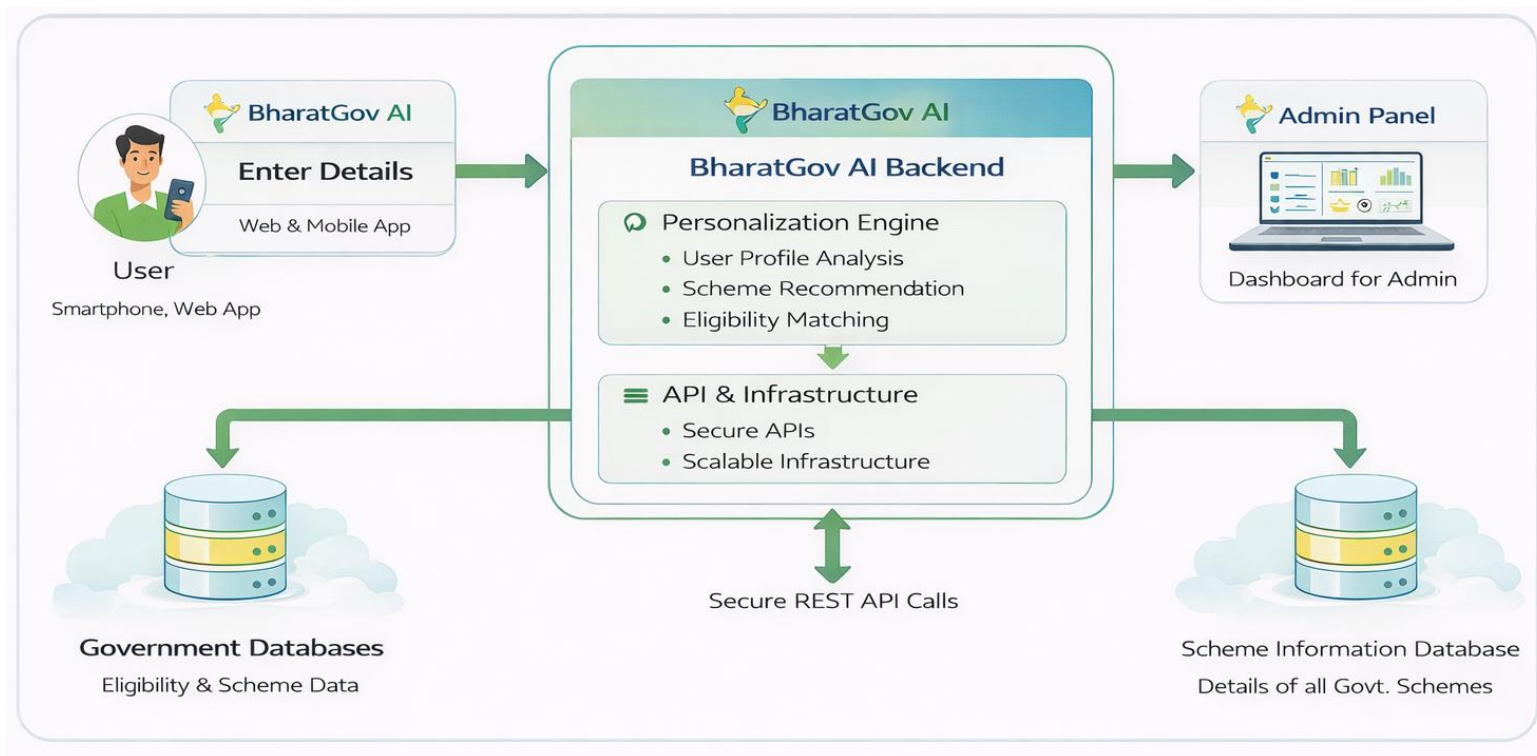 BharatGov AI
Enter Details
Web & Mobile App
User
Smartphone, Web App
BharatGov AI
BharatGov AI Backend
Personalization Engine
• User Profile Analysis
• Scheme Recommendation
• Eligibility Matching
API & Infrastructure
• Secure APIs
• Scalable Infrastructure
Secure REST API Calls
Admin Panel
Dashboard for Admin
Government Databases
Eligibility & Scheme Data
Scheme Information Database
Details of all Govt. Schemes